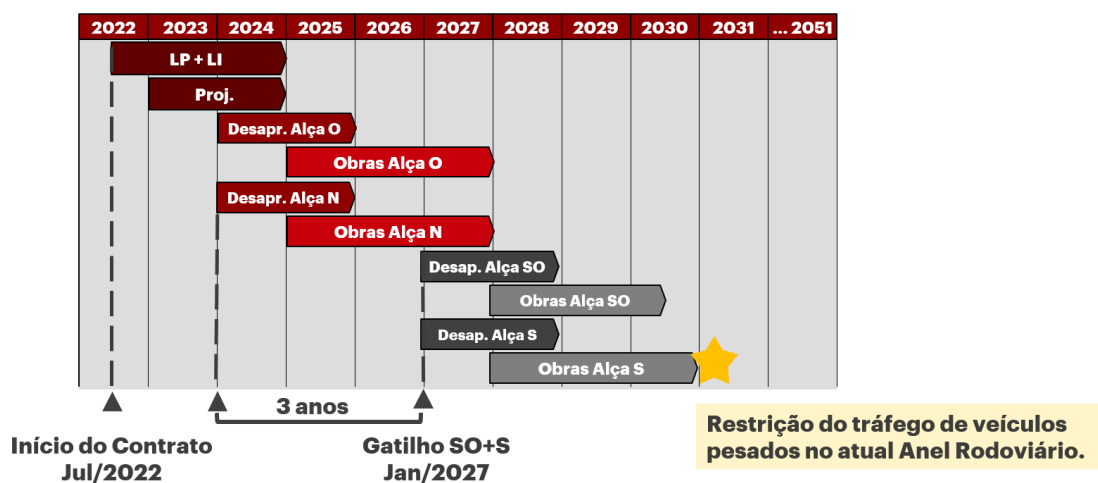 2022 2023 2024 2025 2026 2027 2028 2029 2030 2031 ... 2051
LP + LI
Proj.
Desapr. Alça O
Obras Alça O
Desapr. Alça N
Obras Alça N
Desap. Alça SO
Obras Alça SO
Desap. Alça S
Obras Alça S
3 anos
Início do Contrato
Jul/2022
Gatilho SO+S
Jan/2027
Restrição do tráfego de veículos
pesados no atual Anel Rodoviário.